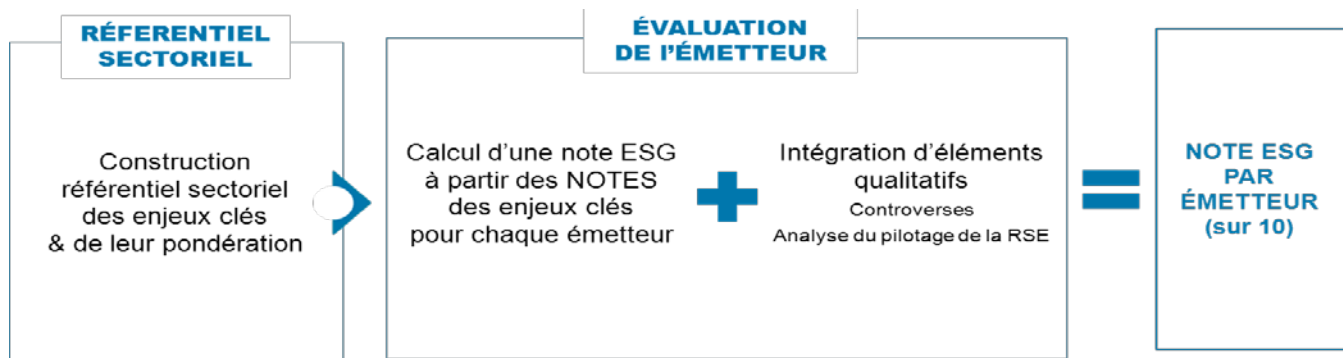 RÉFERENTIEL
SECTORIEL
Construction
référentiel sectoriel
des enjeux clés
& de leur pondération
ÉVALUATION
DE l'ÉMETTEUR
Calcul d'une note ESG
à partir des NOTES
des enjeux clés
pour chaque émetteur
Intégration d'éléments
qualitatifs
Controverses
Analyse du pilotage de la RSE
NOTE ESG
PAR
ÉMETTEUR
(sur 10)